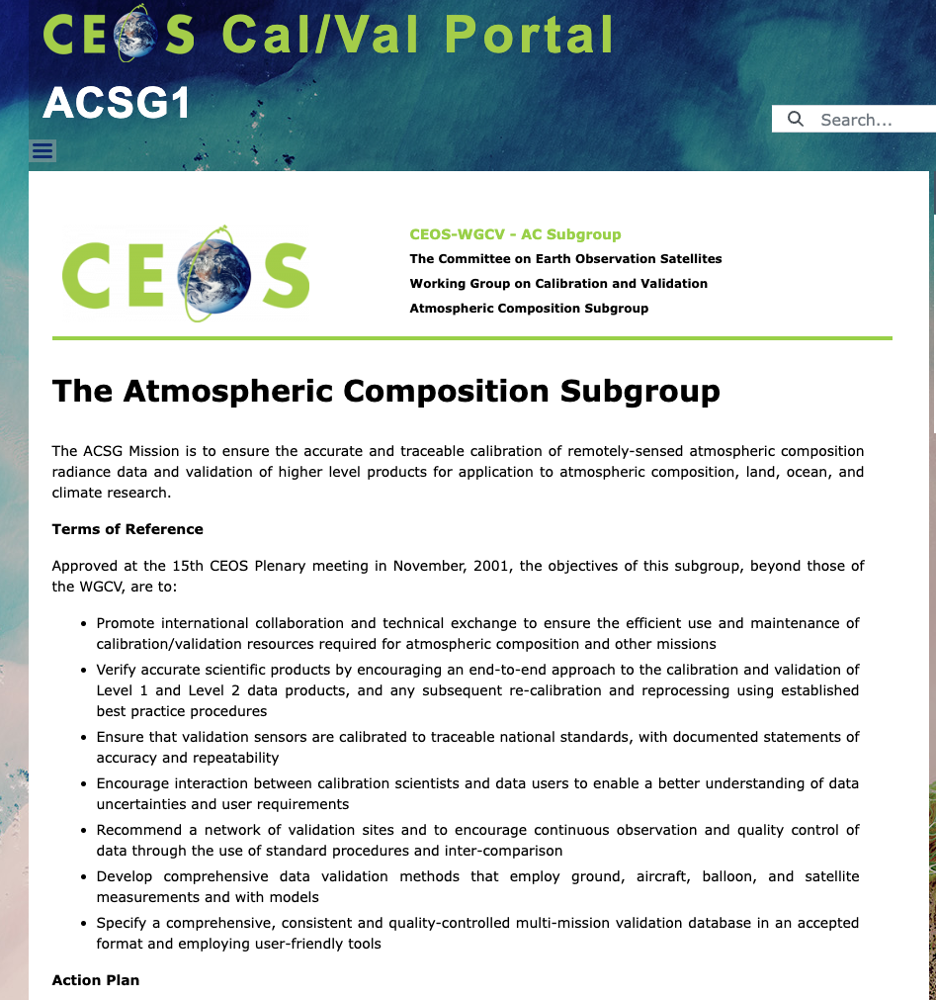 CEOS Cal/Val Portal
ACSG1
Search...
CEOS
CEOS-WGCV - AC Subgroup
The Committee on Earth Observation Satellites
Working Group on Calibration and Validation
Atmospheric Composition Subgroup
The Atmospheric Composition Subgroup
The ACSG Mission is to ensure the accurate and traceable calibration of remotely-sensed atmospheric composition
radiance data and validation of higher level products for application to atmospheric composition, land, ocean, and
climate research.
Terms of Reference
Approved at the 15th CEOS Plenary meeting in November, 2001, the objectives of this subgroup, beyond those of
the WGCV, are to:
• Promote international collaboration and technical exchange to ensure the efficient use and maintenance of
calibration/validation resources required for atmospheric composition and other missions
• Verify accurate scientific products by encouraging an end-to-end approach to the calibration and validation of
Level 1 and Level 2 data products, and any subsequent re-calibration and reprocessing using established
best practice procedures
• Ensure that validation sensors are calibrated to traceable national standards, with documented statements of
accuracy and repeatability
• Encourage interaction between calibration scientists and data users to enable a better understanding of data
uncertainties and user requirements
• Recommend a network of validation sites and to encourage continuous observation and quality control of
data through the use of standard procedures and inter-comparison
• Develop comprehensive data validation methods that employ ground, aircraft, balloon, and satellite
measurements and with models
• Specify a comprehensive, consistent and quality-controlled multi-mission validation database in an accepted
format and employing user-friendly tools
Action Plan